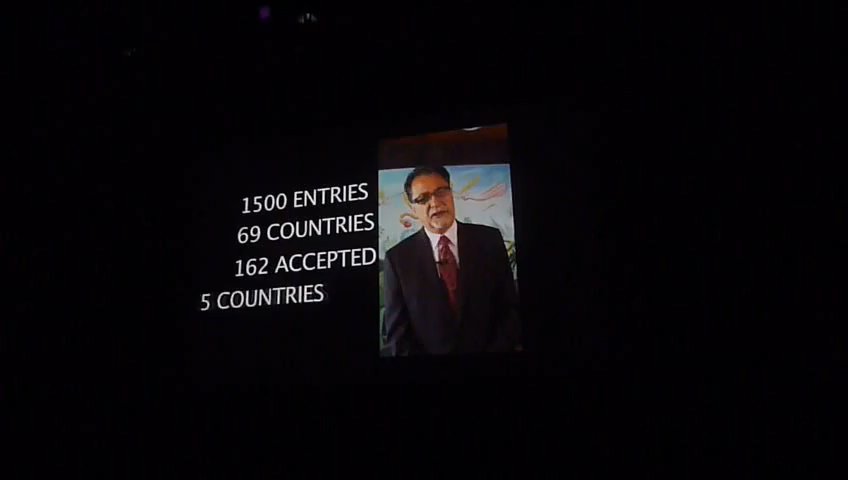 1500 ENTRIES
69 COUNTRIES
162 ACCEPTED
5 COUNTRIES